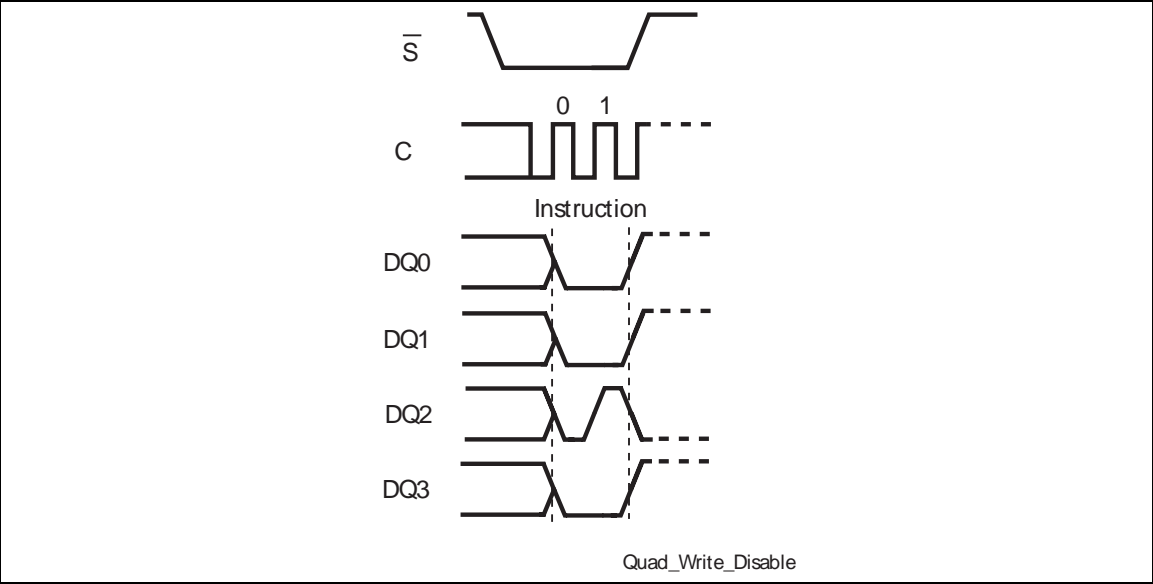 S̅
0 1
C
Instruction
DQ0
DQ1
DQ2
DQ3
Quad_Write_Disable